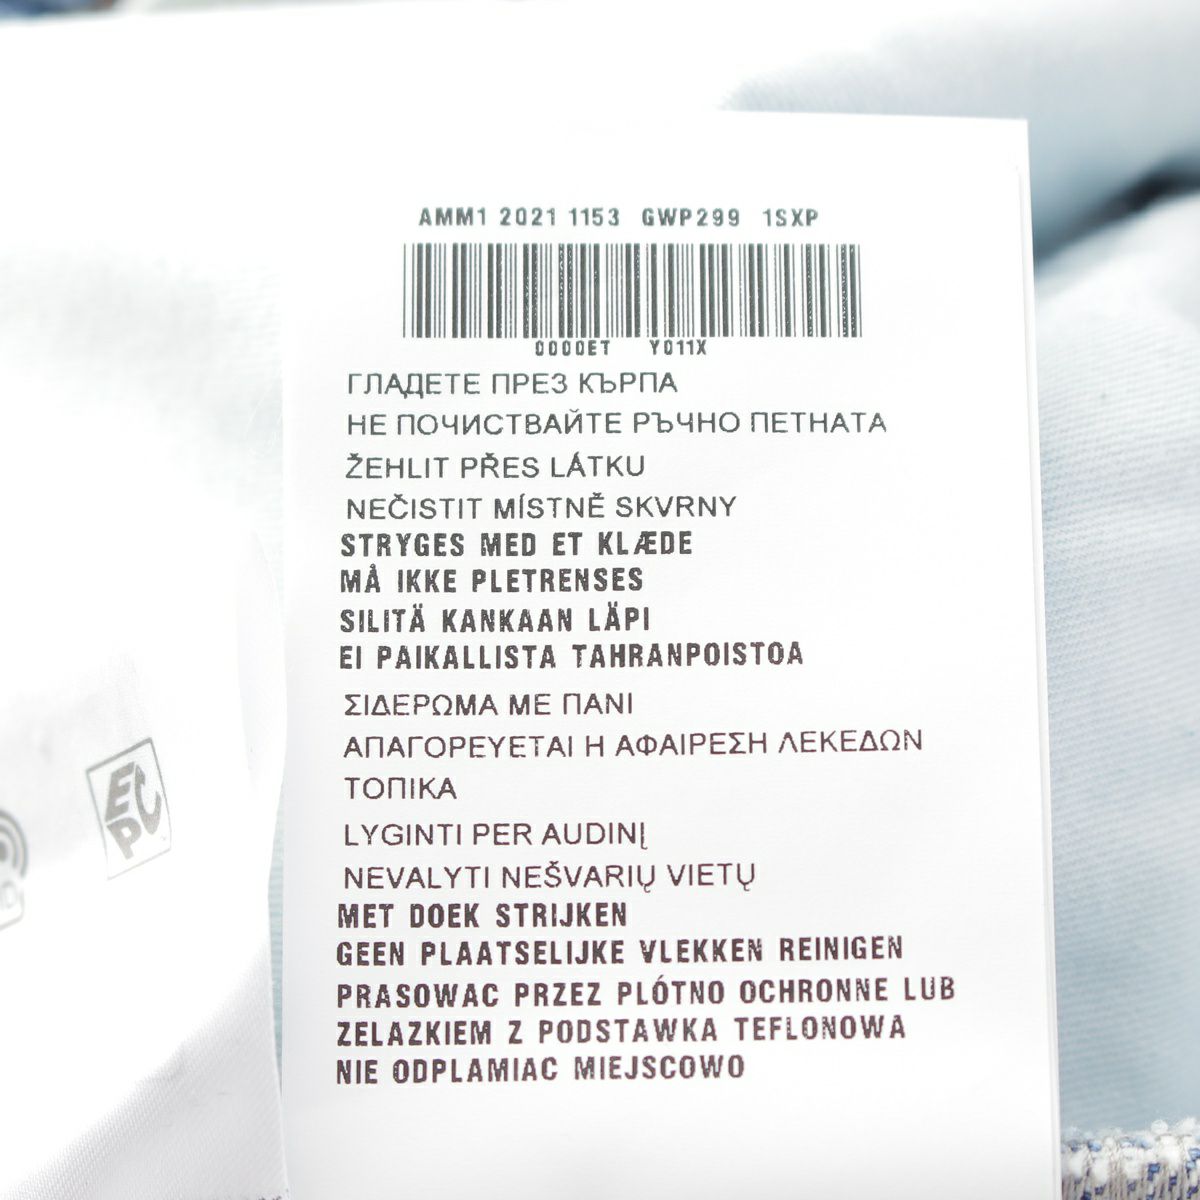 AMM1 2021 1153 GWP299 1SXP
0000ET Y011X
ГЛАДЕТЕ ПРЕЗ КЪРПА
НЕ ПОЧИСТВАЙТЕ РЪЧНО ПЕТНАТА
ŽEHLIT PŘES LÁTKU
NEČISTIT MÍSTNĚ SKVRNY
STRYGES MED ET KLÆDE
MÅ IKKE PLETRENSES
SILITÄ KANKAAN LÄPI
EI PAIKALLISTA TAHRANPOISTOA
ΣΙΔΕΡΩΜΑ ΜΕ ΠΑΝΙ
ΑΠΑΓΟΡΕΥΕΤΑΙ Η ΑΦΑΙΡΕΣΗ ΛΕΚΕΔΩΝ
ΤΟΠΙΚΑ
LYGINTI PER AUDINĮ
NEVALYTI NEŠVARIŲ VIETŲ
MET DOEK STRIJKEN
GEEN PLAATSELIJKE VLEKKEN REINIGEN
PRASOWAC PRZEZ PLÓTNO OCHRONNE LUB
ZELAZKIEM Z PODSTAWKA TEFLONOWA
NIE ODPLAMIAC MIEJSCOWO
EPC